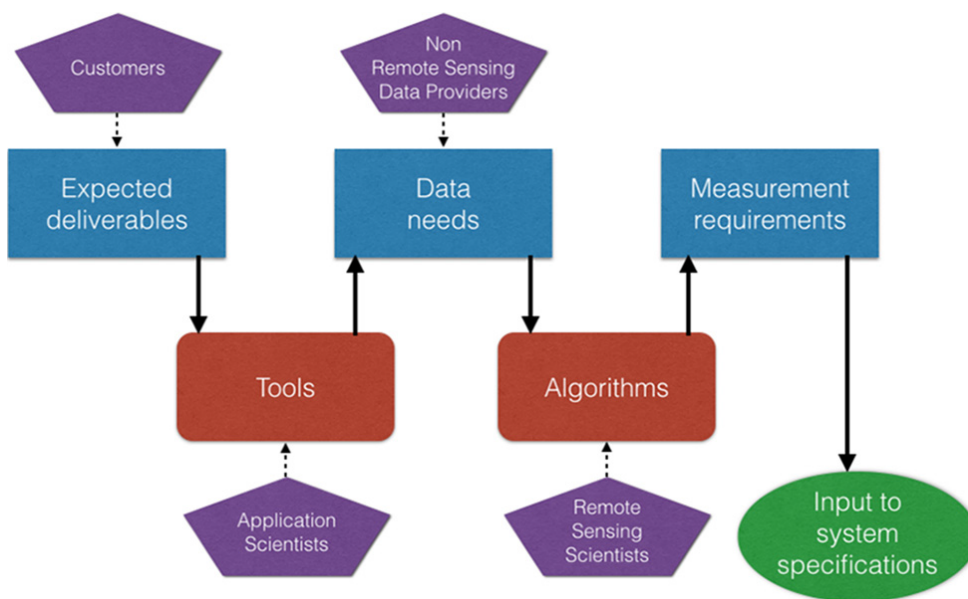 Customers
Non
Remote Sensing
Data Providers
Expected
deliverables
Data
needs
Measurement
requirements
Tools
Algorithms
Application
Scientists
Remote
Sensing
Scientists
Input to
system
specifications